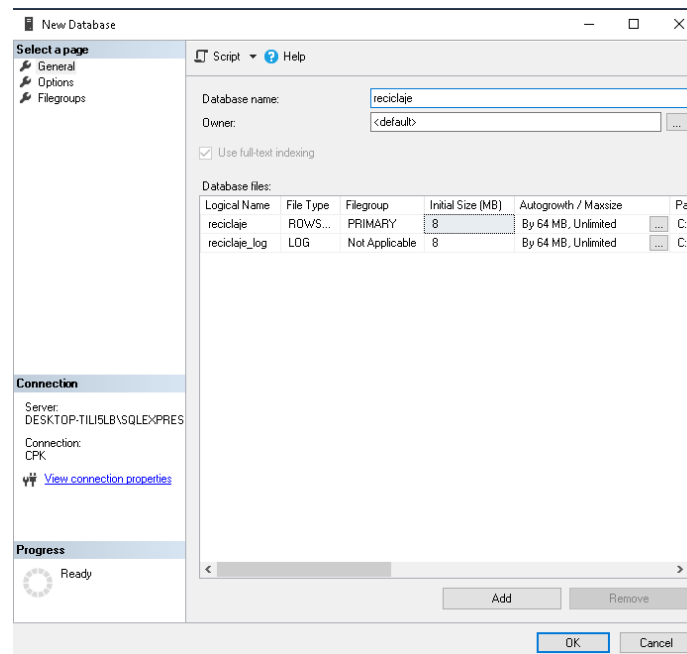 New Database
Select a page
General
Options
Filegroups
Script Help
Database name: reciclaje
Owner: <default> ...
Use full-text indexing
Database files:
Logical Name File Type Filegroup Initial Size (MB) Autogrowth / Maxsize Pa
reciclaje ROWS... PRIMARY 8 By 64 MB, Unlimited ... C:
reciclaje_log LOG Not Applicable 8 By 64 MB, Unlimited ... C:
Connection
Server:
DESKTOP-TILI5LB\SQLEXPRES
Connection:
CPK
View connection properties
Progress
Ready
Add Remove
OK Cancel